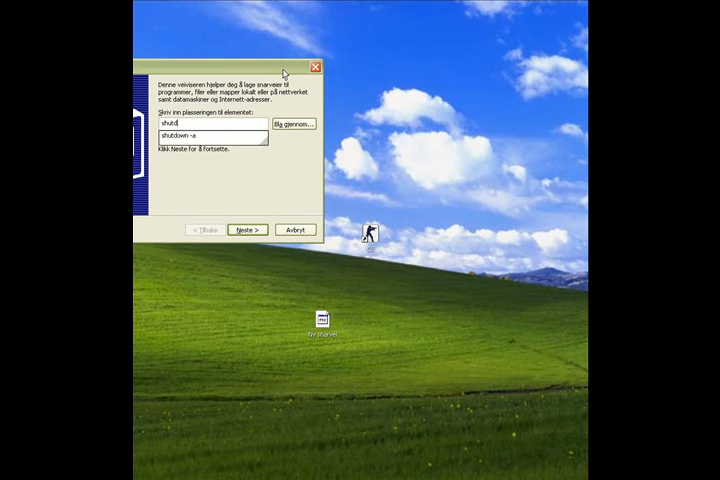 Denne veiviseren hjelper deg å lage snarveier til
programmer, filer eller mapper lokalt eller på nettverket
samt datamaskiner og Internett-adresser.
Skriv inn plasseringen til elementet:
shutd
Bla gjennom...
shutdown -a
Klikk Neste for å fortsette.
< Tilbake
Neste >
Avbryt
Ny snarvei